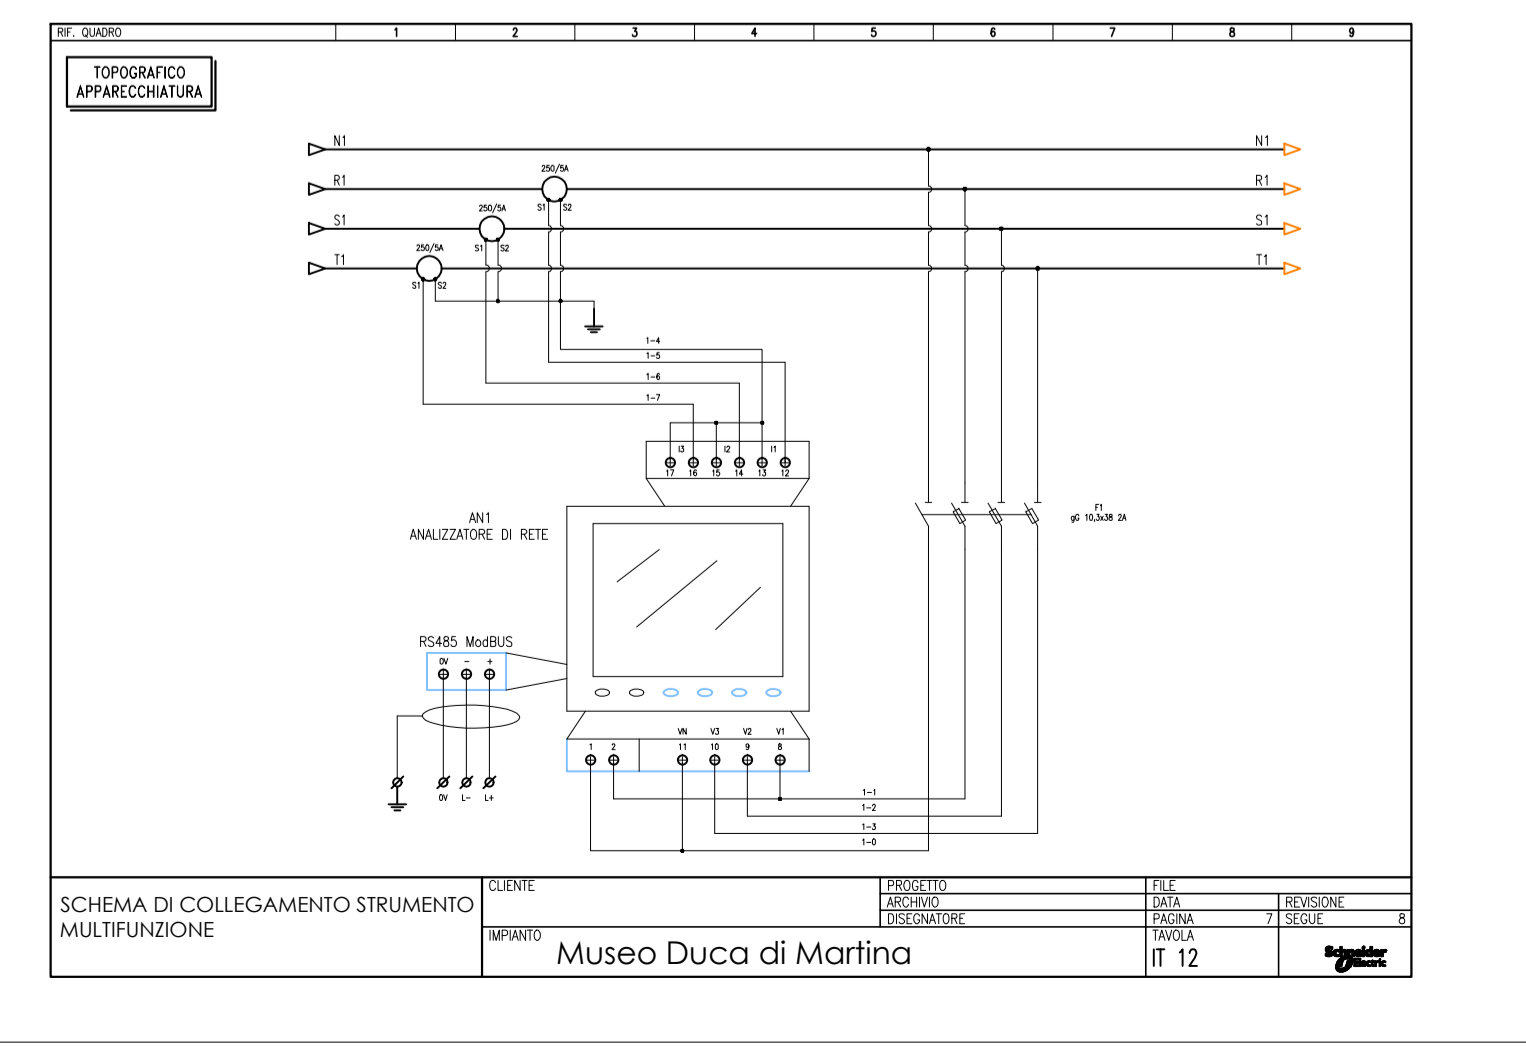 RIF. QUADRO 1 2 3 4 5 6 7 8 9
TOPOGRAFICO
APPARECCHIATURA
N1 N1
250/5A
R1 R1
S1 S2
250/5A
S1 S1
S1 S2
250/5A
T1 T1
S1 S2
1-4
1-5
1-6
1-7
I3 I2 I1
17 16 15 14 13 12
AN1
ANALIZZATORE DI RETE
F1
gG 10,3x38 2A
RS485 ModBUS
0V - +
VN V3 V2 V1
1 2 11 10 9 8
0V L- L+
1-1
1-2
1-3
1-0
SCHEMA DI COLLEGAMENTO STRUMENTO
MULTIFUNZIONE
CLIENTE
IMPIANTO
Museo Duca di Martina
PROGETTO
ARCHIVIO
DISEGNATORE
FILE
DATA
REVISIONE
PAGINA 7
SEGUE 8
TAVOLA
IT 12
Schneider
Electric